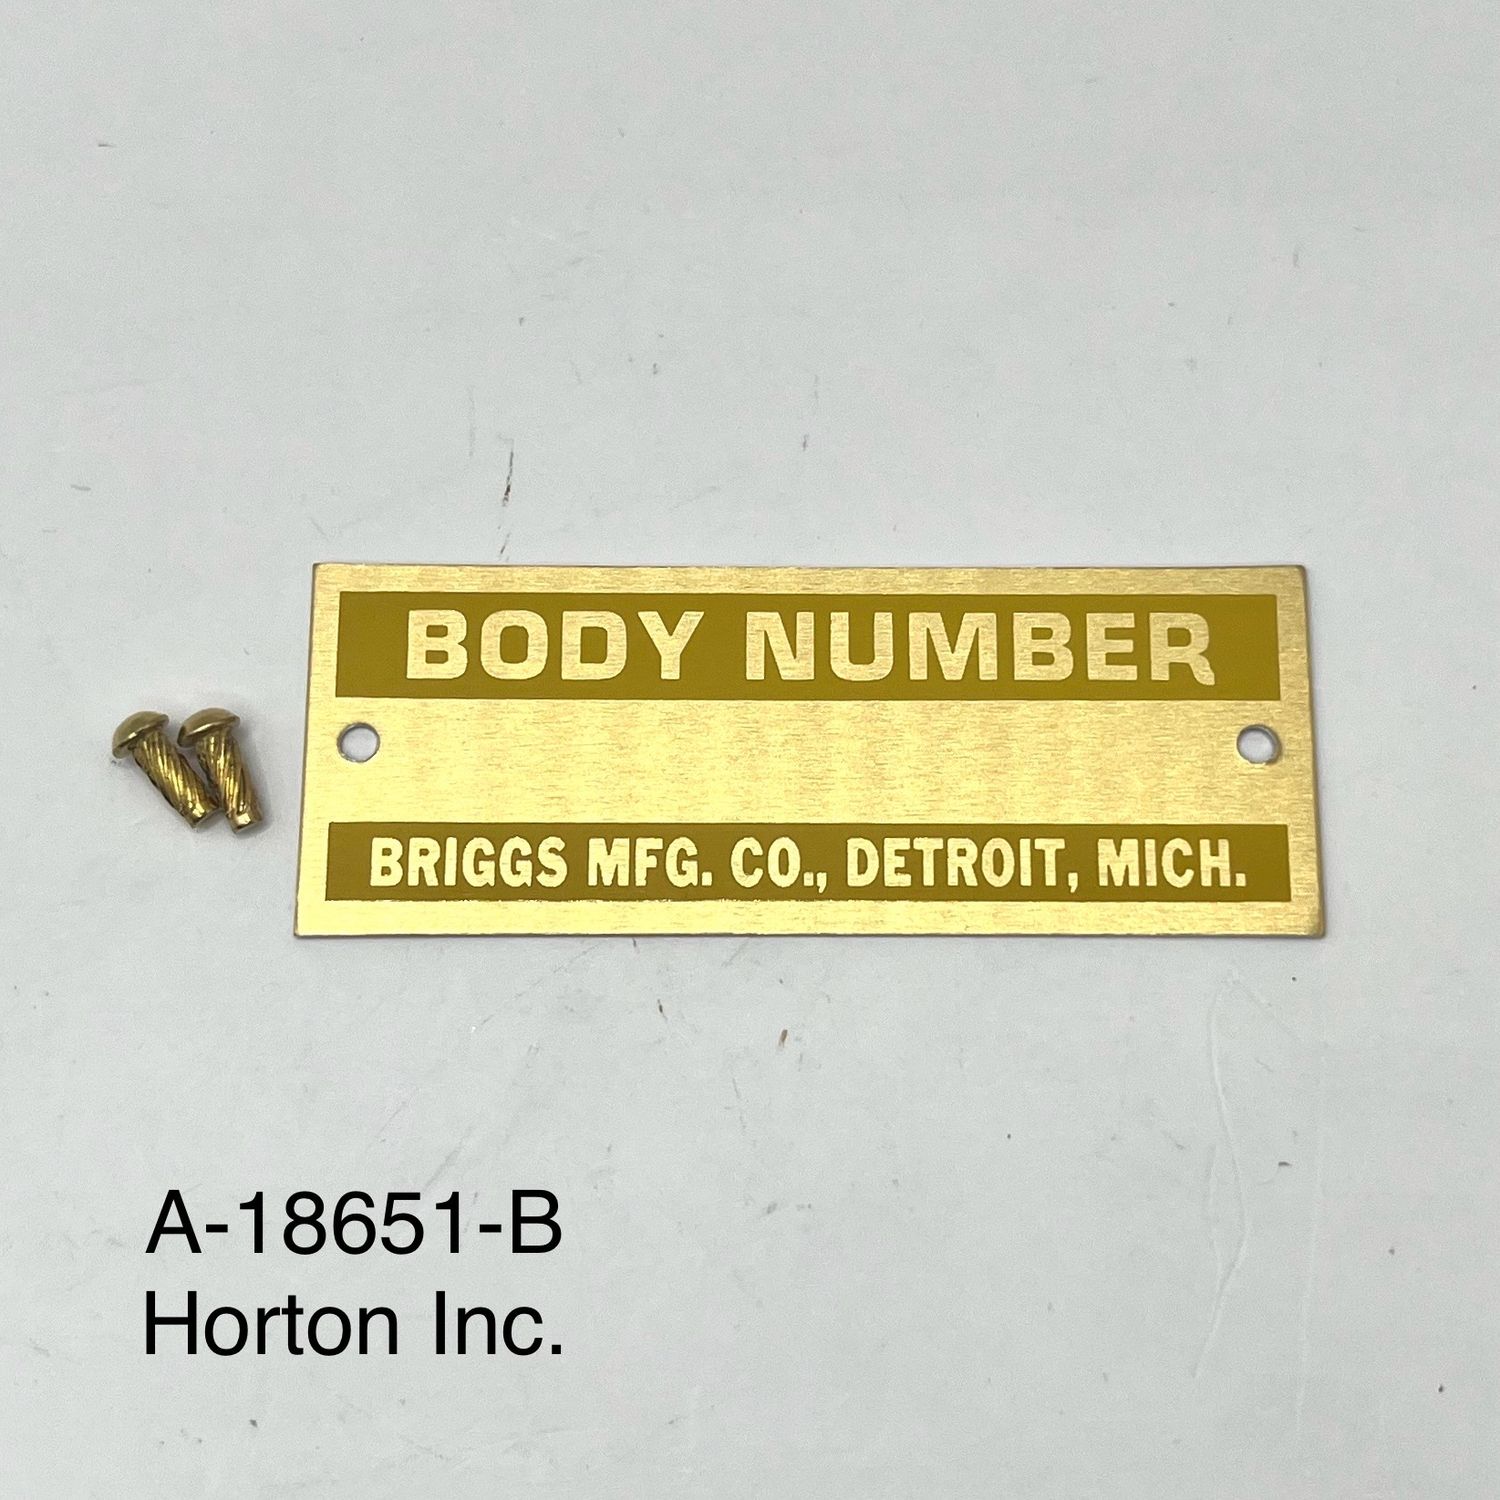 BODY NUMBER
BRIGGS MFG. CO., DETROIT, MICH.
A-18651-B
Horton Inc.